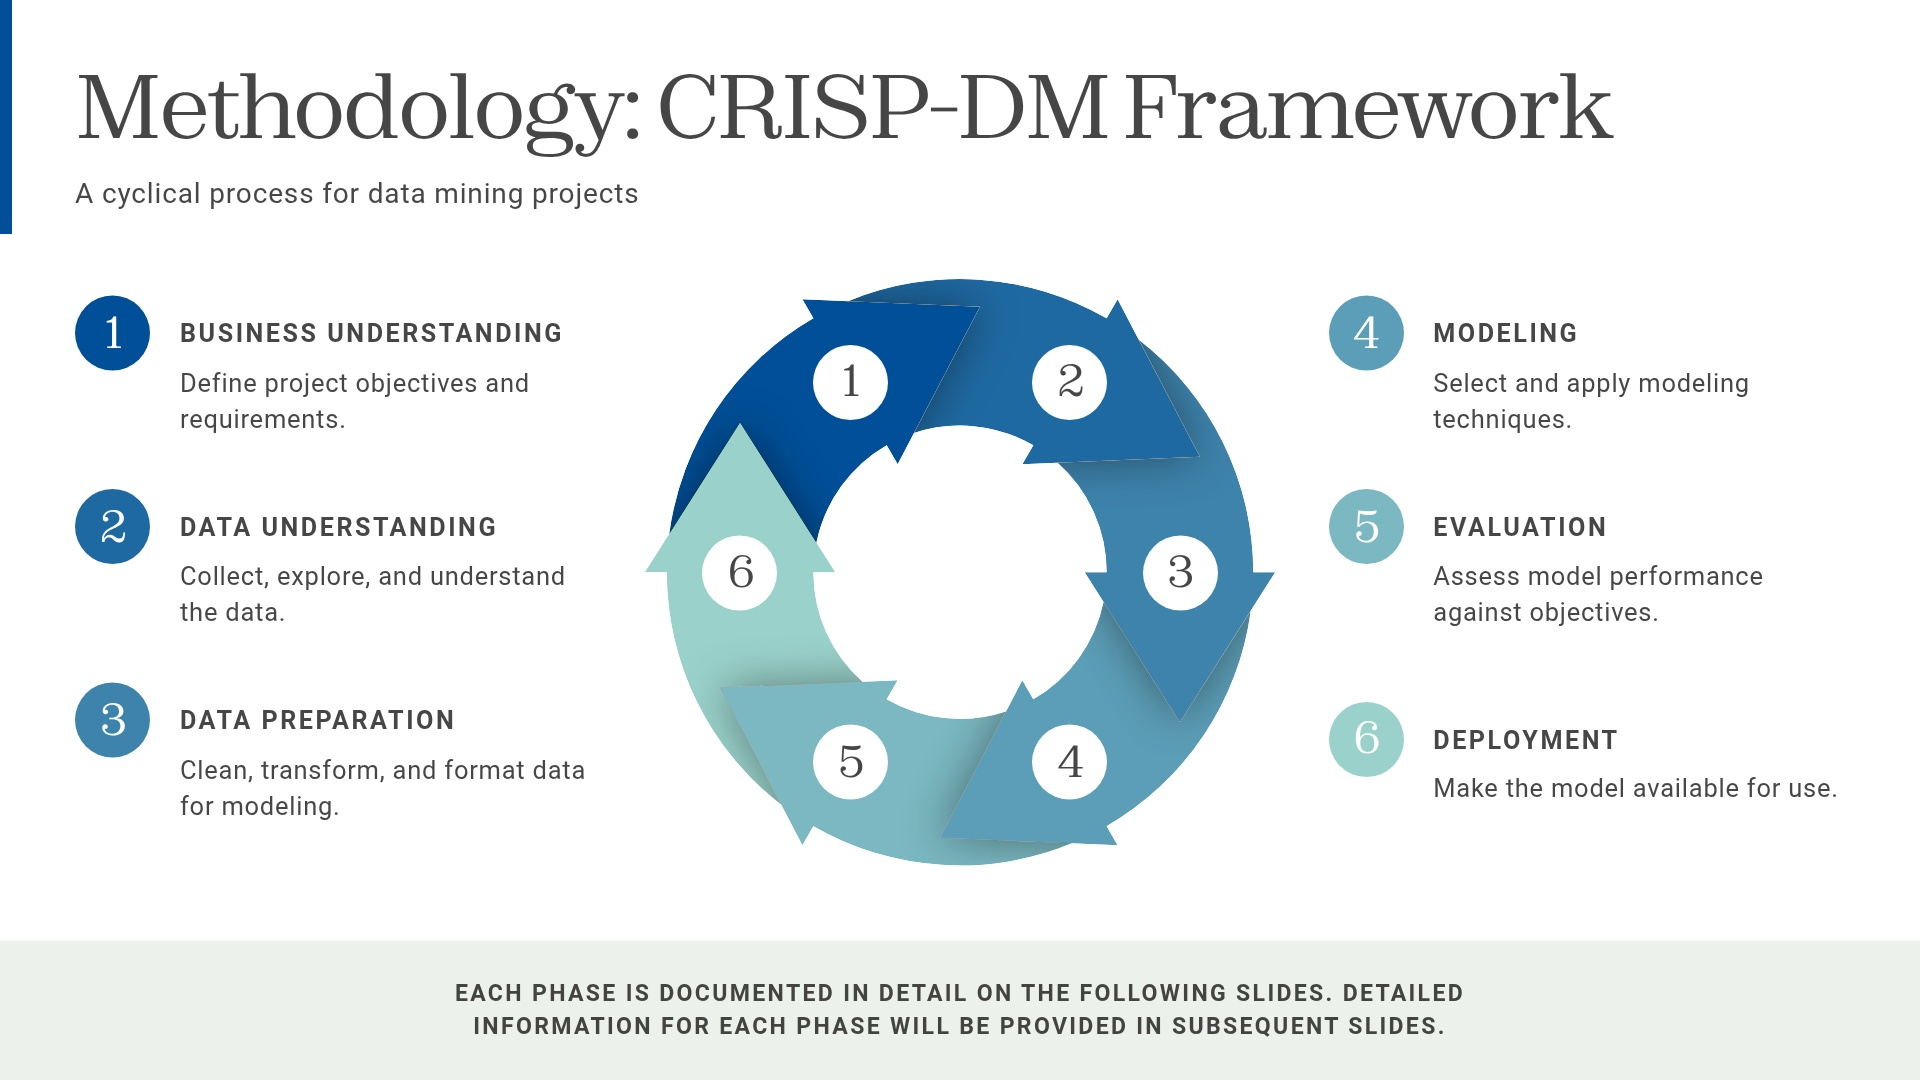 Methodology: CRISP-DM Framework
A cyclical process for data mining projects
1
BUSINESS UNDERSTANDING
Define project objectives and
requirements.
2
DATA UNDERSTANDING
Collect, explore, and understand
the data.
3
DATA PREPARATION
Clean, transform, and format data
for modeling.
1
2
3
4
5
6
4
MODELING
Select and apply modeling
techniques.
5
EVALUATION
Assess model performance
against objectives.
6
DEPLOYMENT
Make the model available for use.
EACH PHASE IS DOCUMENTED IN DETAIL ON THE FOLLOWING SLIDES. DETAILED
INFORMATION FOR EACH PHASE WILL BE PROVIDED IN SUBSEQUENT SLIDES.